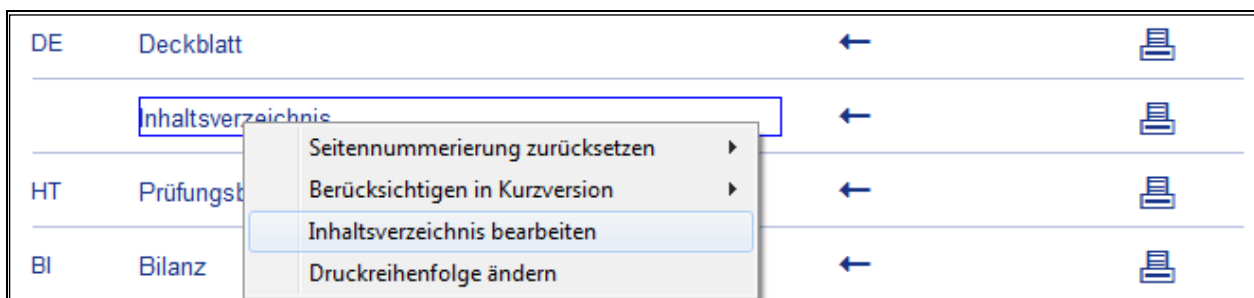 DE Deckblatt
Inhaltsverzeichnis
Seitennummerierung zurücksetzen
HT
Berücksichtigen in Kurzversion
Inhaltsverzeichnis bearbeiten
BI Bilanz
Druckreihenfolge ändern